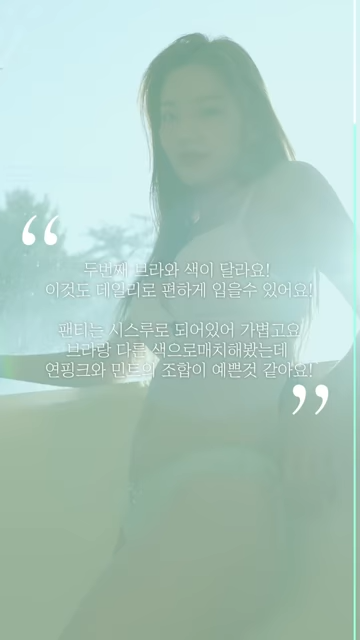 두번째 브라와 색이 달라요!
이것도 데일리로 편하게 입을수 있어요!
팬티는 시스루로 되어있어 가볍고요
브라랑 다른 색으로매치해봤는데
연핑크와 민트의 조합이 예쁜것 같아요!